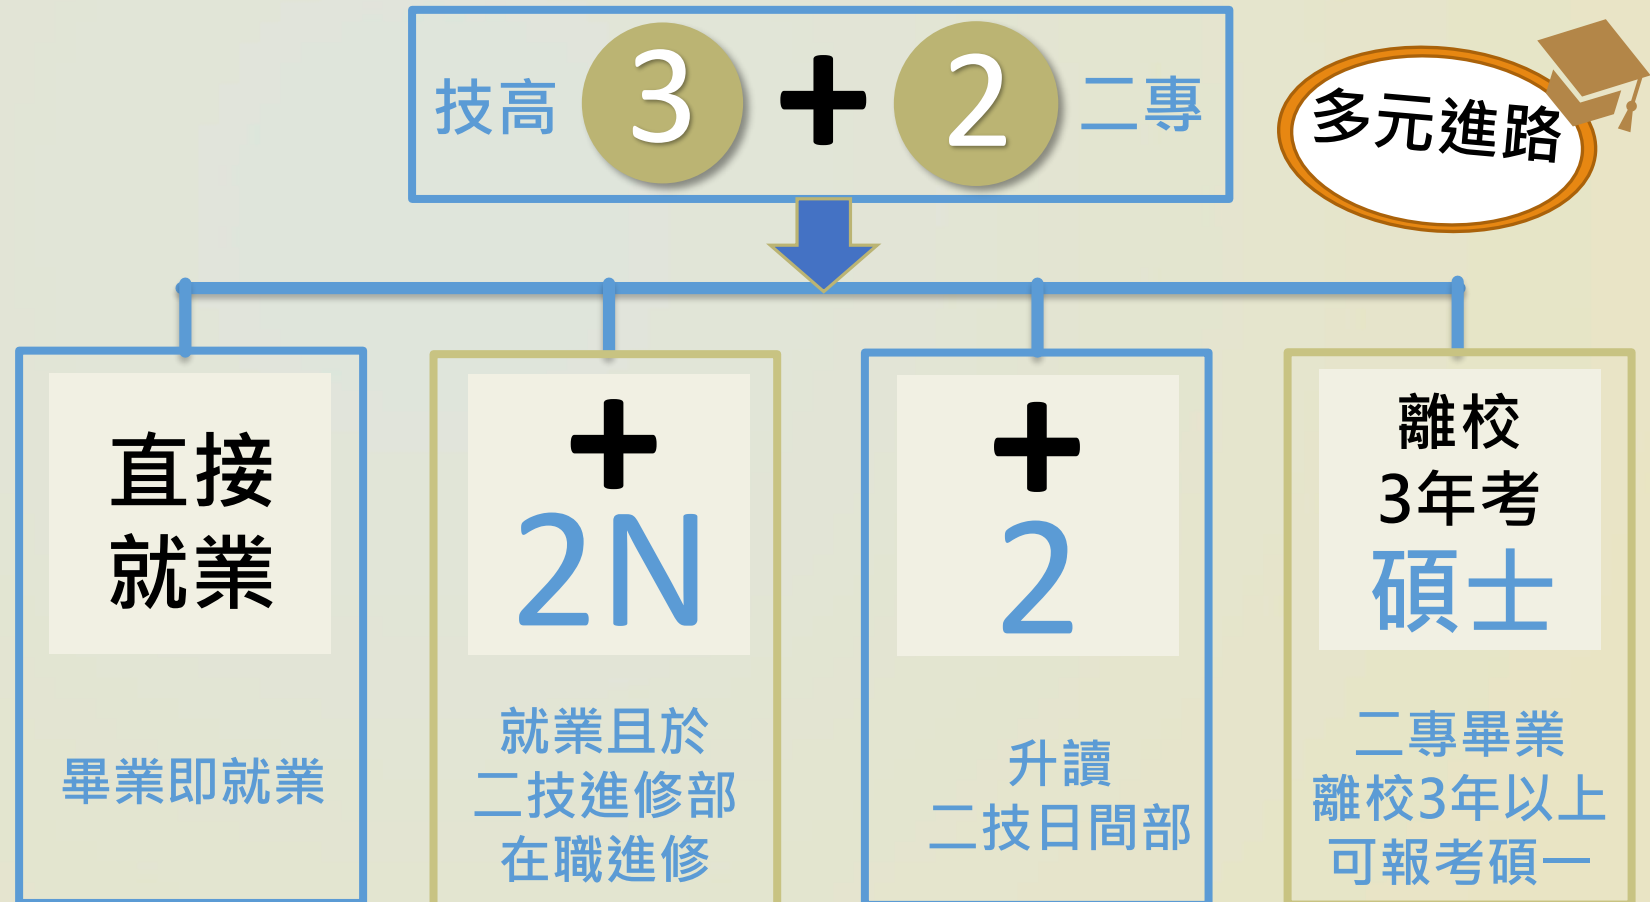 技高 3 + 2 二專
多元進路
直接
就業
畢業即就業
+
2N
就業且於
二技進修部
在職進修
+
2
升讀
二技日間部
離校
3年考
碩士
二專畢業
離校3年以上
可報考碩一